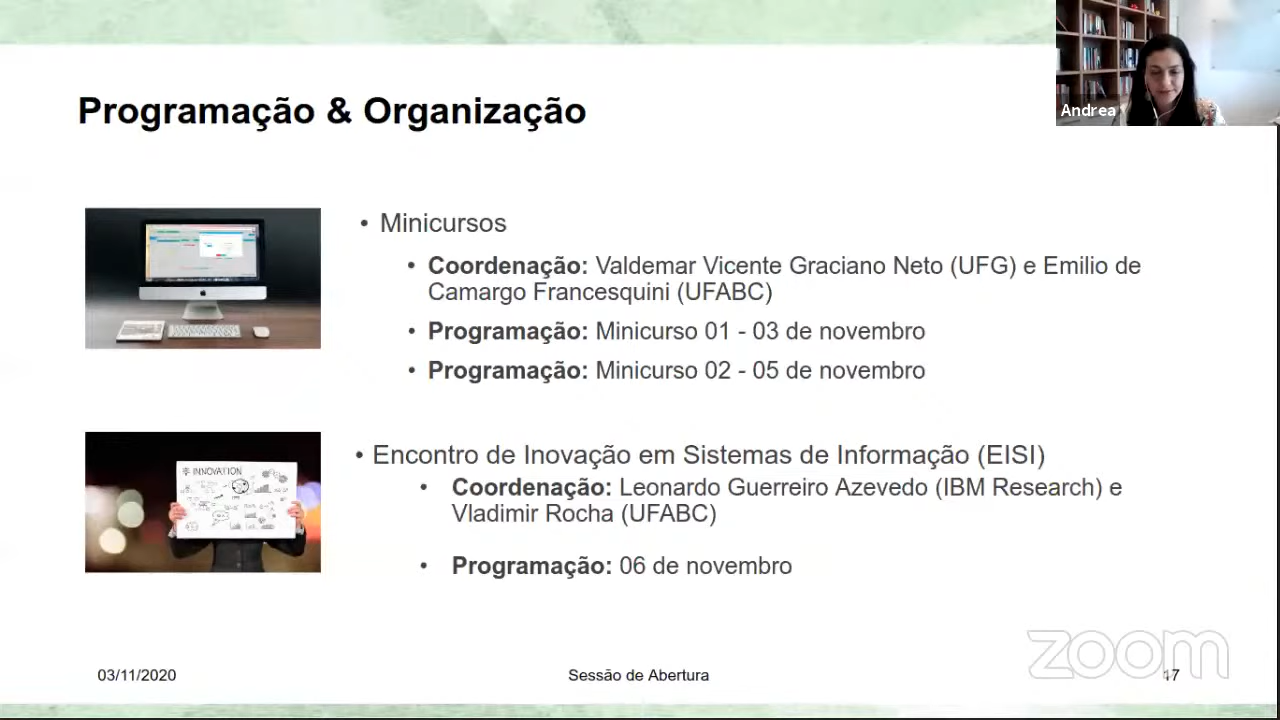 Programação & Organização
Andrea
• Minicursos
• Coordenação: Valdemar Vicente Graciano Neto (UFG) e Emilio de
Camargo Francesquini (UFABC)
• Programação: Minicurso 01 - 03 de novembro
• Programação: Minicurso 02 - 05 de novembro
INNOVATION
• Encontro de Inovação em Sistemas de Informação (EISI)
• Coordenação: Leonardo Guerreiro Azevedo (IBM Research) e
Vladimir Rocha (UFABC)
• Programação: 06 de novembro
zoom
03/11/2020
Sessão de Abertura
17